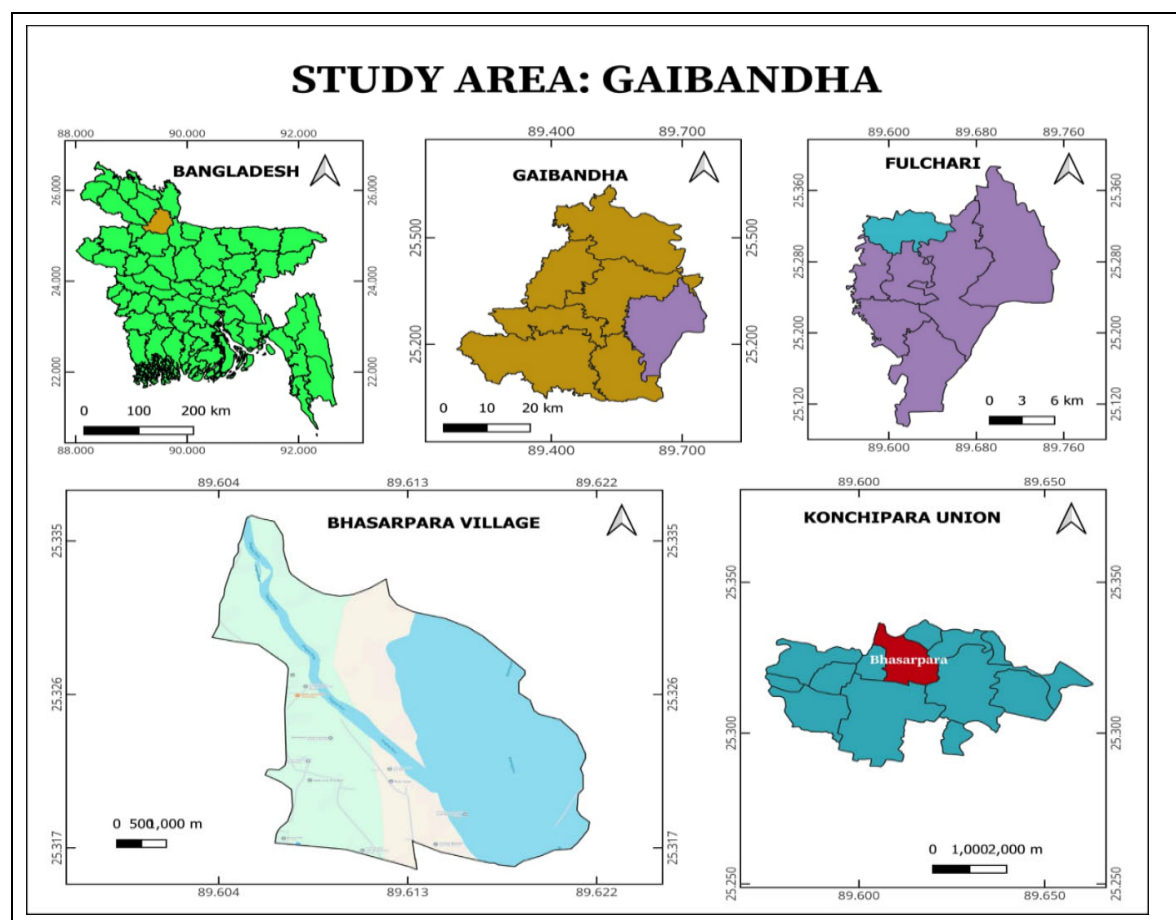 STUDY AREA: GAIBANDHA
88.000 90.000 92.000
BANGLADESH
26.000 26.000
24.000 24.000
22.000 22.000
0 100 200 km
88.000 90.000 92.000
89.400 89.700
GAIBANDHA
25.500 25.500
25.200 25.200
0 10 20 km
89.400 89.700
89.600 89.680 89.760
FULCHARI
25.360 25.360
25.280 25.280
25.200 25.200
25.120 25.120
0 3 6 km
89.600 89.680 89.760
89.604 89.613 89.622
BHASARPARA VILLAGE
25.335 25.335
25.326 25.326
25.317 25.317
0 5001,000 m
89.604 89.613 89.622
89.600 89.650
KONCHIPARA UNION
25.350 25.350
Bhasarpara
25.300 25.300
25.250 25.250
0 1,0002,000 m
89.600 89.650